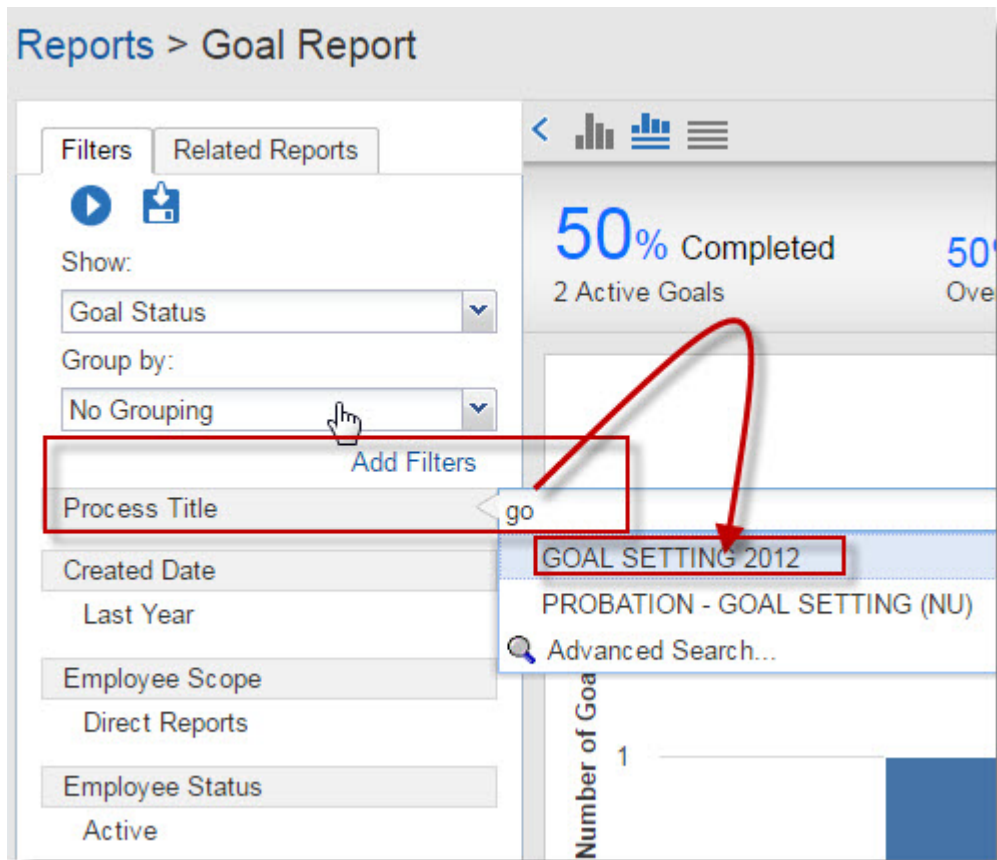 Reports > Goal Report
Filters
Related Reports
Show:
Goal Status
Group by:
No Grouping
Add Filters
Process Title
go
GOAL SETTING 2012
PROBATION - GOAL SETTING (NU)
Advanced Search...
Created Date
Last Year
Employee Scope
Direct Reports
Employee Status
Active
50% Completed
2 Active Goals
50
Number of
1